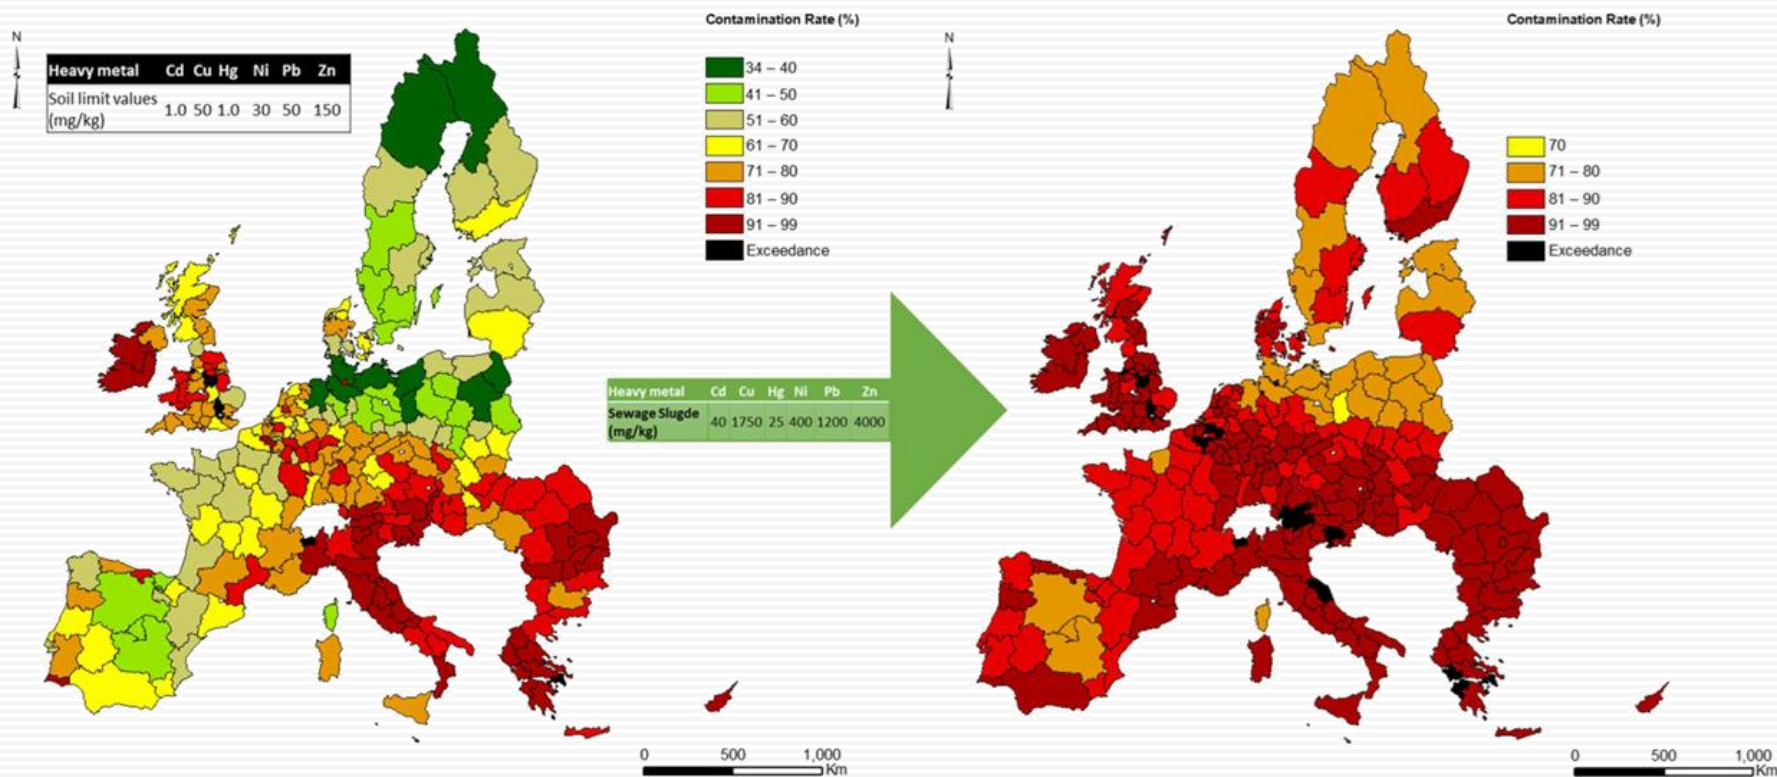 Contamination Rate (%)
N
Heavy metal Cd Cu Hg Ni Pb Zn
Soil limit values (mg/kg) 1.0 50 1.0 30 50 150
34 – 40
41 – 50
51 – 60
61 – 70
71 – 80
81 – 90
91 – 99
Exceedance
0 500 1,000
Km
Heavy metal Cd Cu Hg Ni Pb Zn
Sewage Slugde (mg/kg) 40 1750 25 400 1200 4000
Contamination Rate (%)
N
70
71 – 80
81 – 90
91 – 99
Exceedance
0 500 1,000
Km